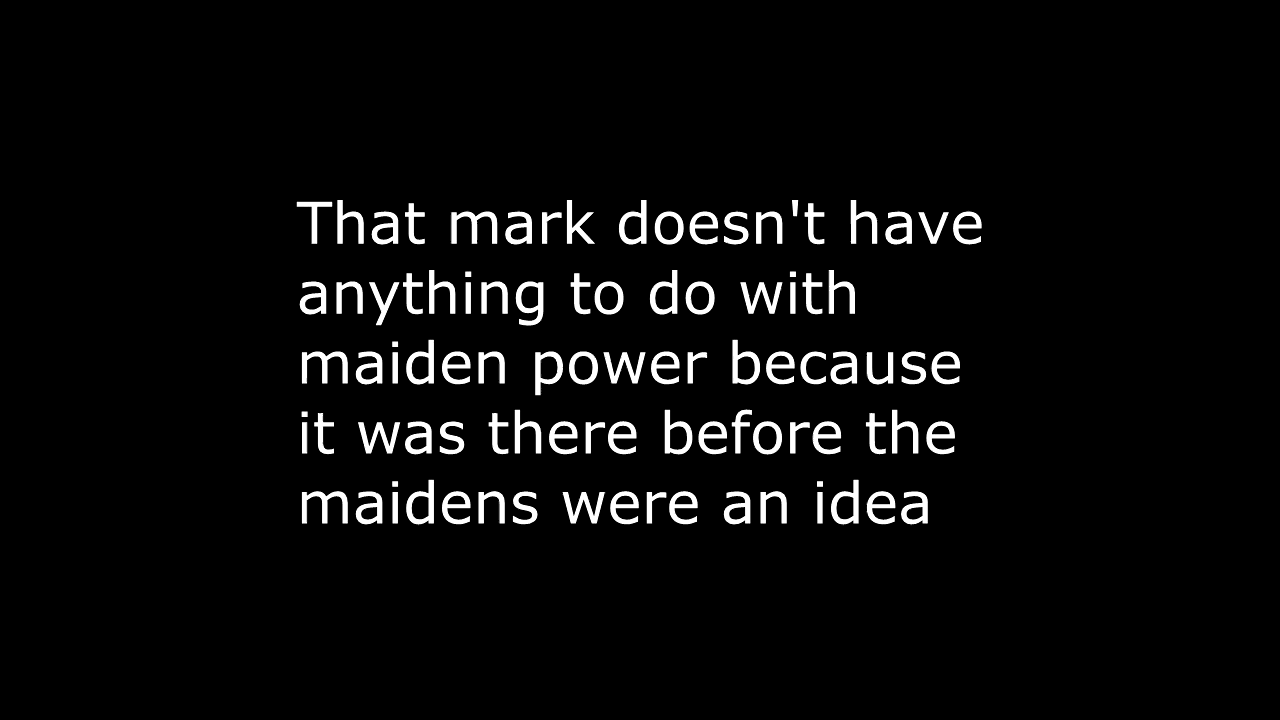 That mark doesn't have
anything to do with
maiden power because
it was there before the
maidens were an idea